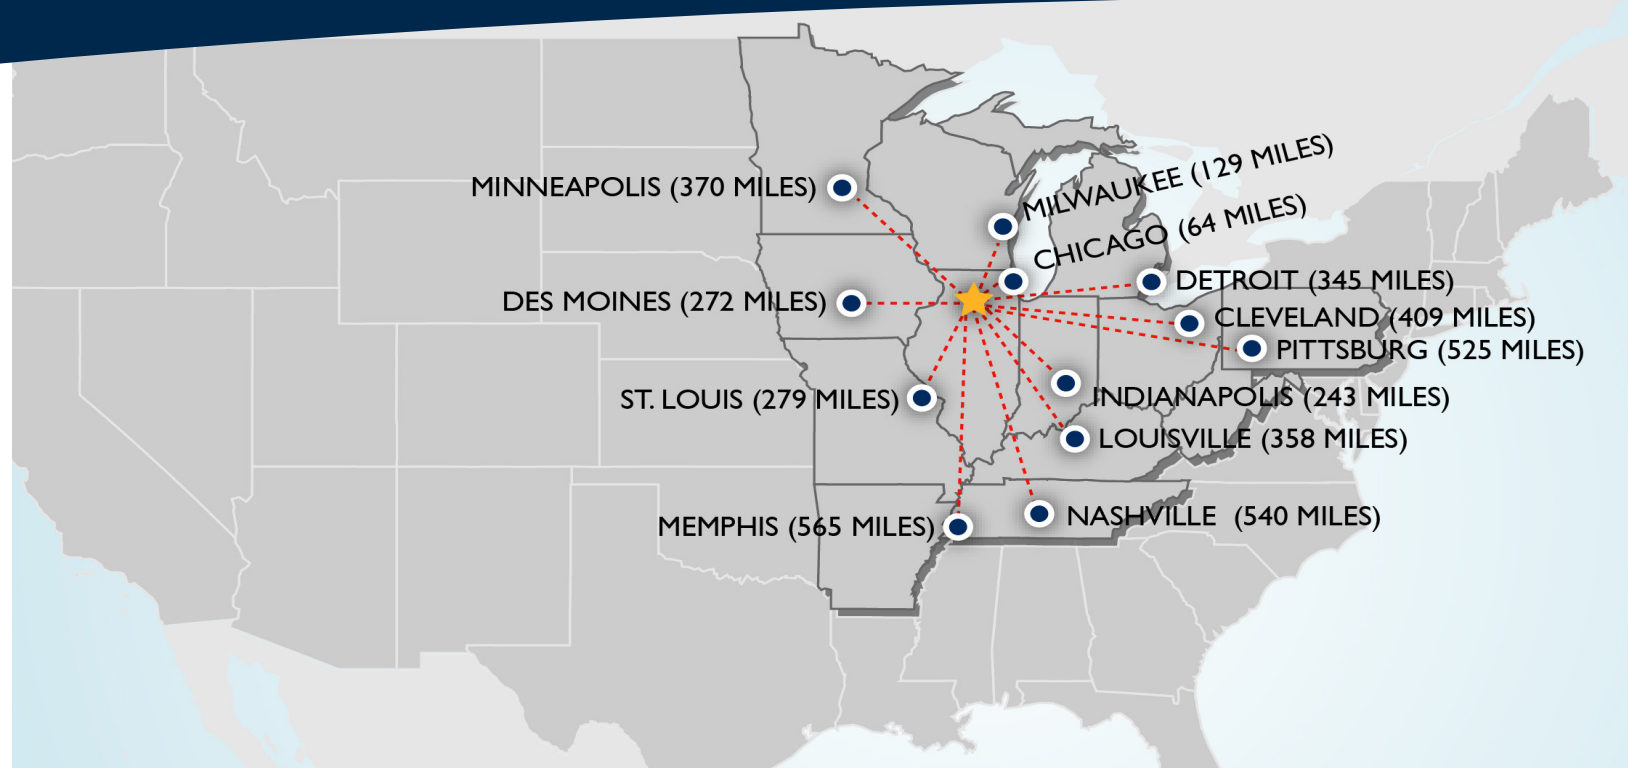 MINNEAPOLIS (370 MILES)
MILWAUKEE (129 MILES)
CHICAGO (64 MILES)
DES MOINES (272 MILES)
DETROIT (345 MILES)
CLEVELAND (409 MILES)
PITTSBURG (525 MILES)
ST. LOUIS (279 MILES)
INDIANAPOLIS (243 MILES)
LOUISVILLE (358 MILES)
MEMPHIS (565 MILES)
NASHVILLE (540 MILES)